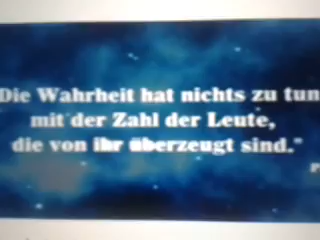 Die Wahrheit hat nichts zu tun
mit der Zahl der Leute,
die von ihr überzeugt sind."